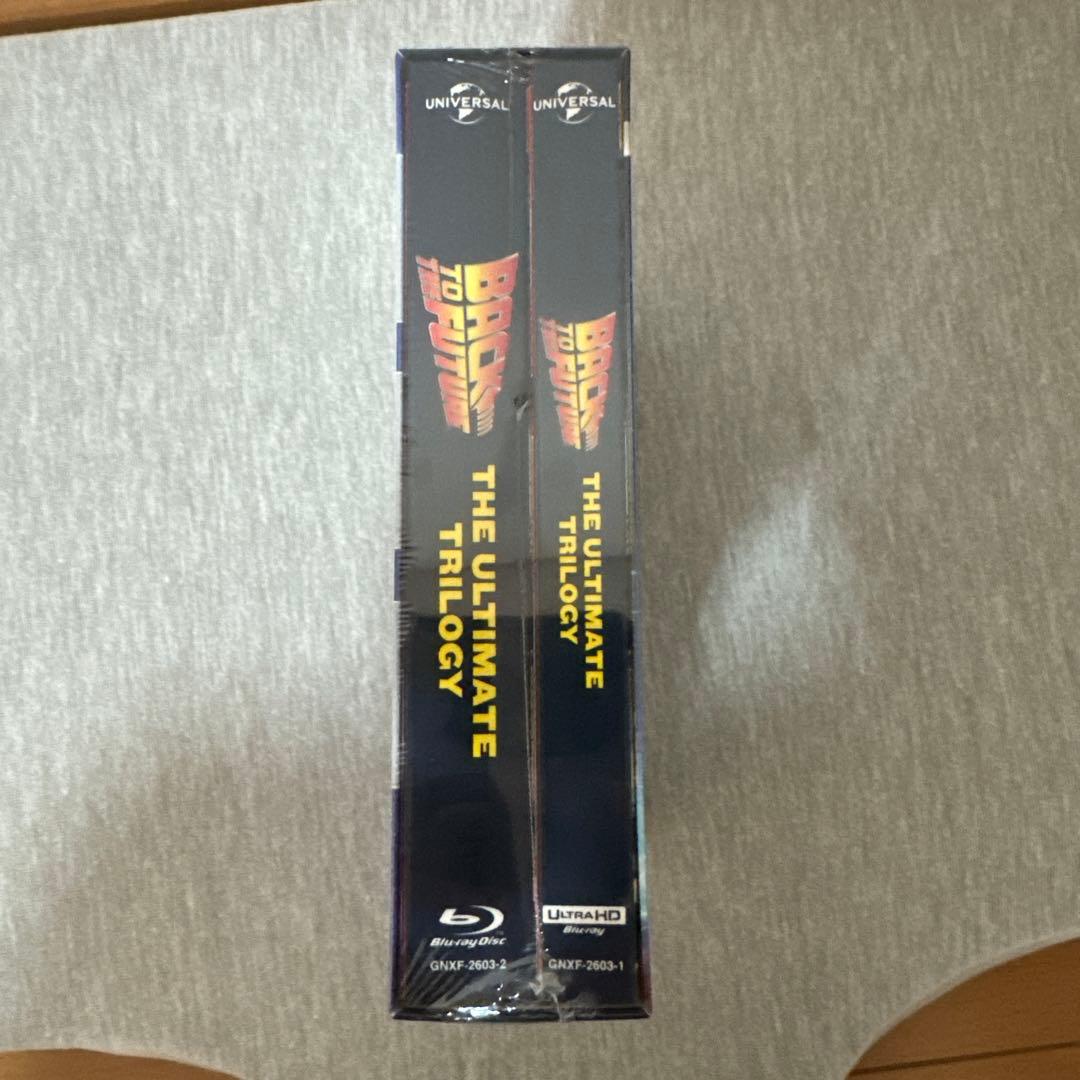 UNIVERSAL
BACK
TO THE
FUTURE
THE ULTIMATE
TRILOGY
Blu-ray Disc
GNXF-2603-2
UNIVERSAL
BACK
TO THE
FUTURE
THE ULTIMATE
TRILOGY
ULTRA HD
Blu-ray
GNXF-2603-1